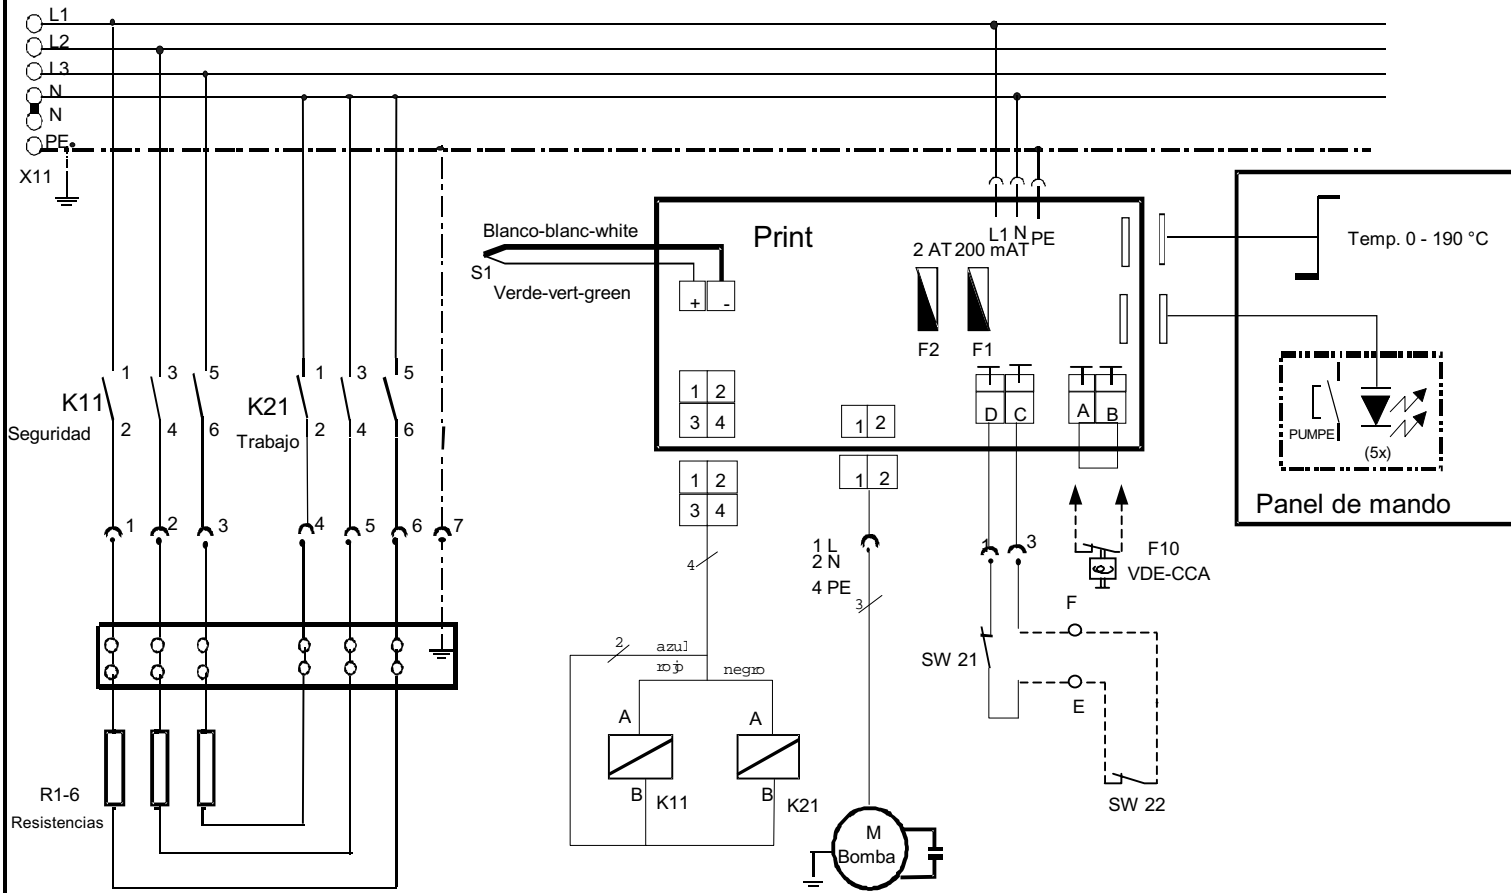 L1
L2
L3
N
N
PE
X11
Blanco-blanc-white
S1
Verde-vert-green
+ -
Print
L1 N PE
2 AT 200 mAT
F2 F1
Temp. 0 - 190 °C
PUMPE
(5x)
Panel de mando
K11
Seguridad
1 3 5
2 4 6
K21
Trabajo
1 3 5
2 4 6
1 2
3 4
1 2
D C
A B
1 2
3 4
1 2
1 2 3 4 5 6 7
4
1 L
2 N
4 PE
3
1 3
F10
VDE-CCA
F
E
SW 21
SW 22
2
azul
rojo
negro
A A
B K11
B K21
R1-6
Resistencias
M
Bomba